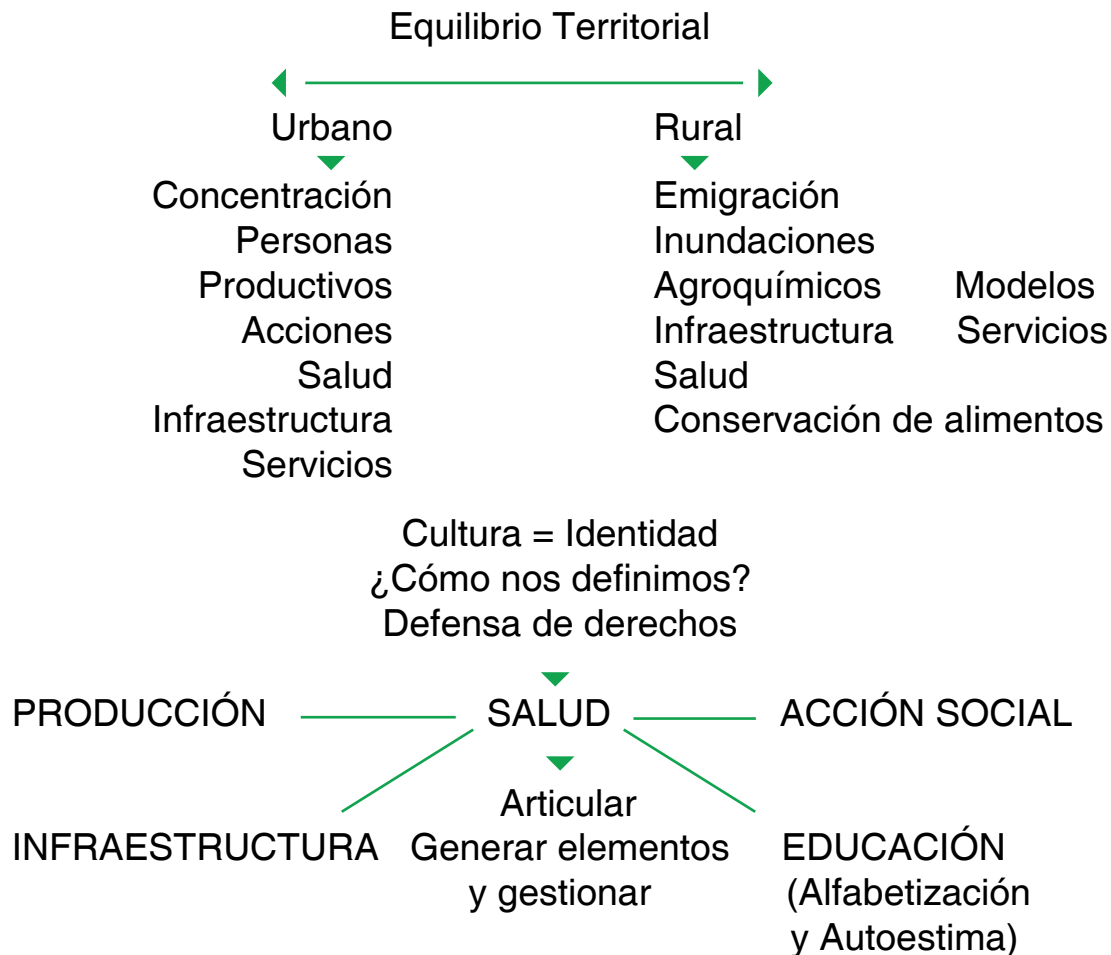 Equilibrio Territorial
Urbano Rural
Concentración Emigración
Personas Inundaciones
Productivos Agroquímicos Modelos
Acciones Infraestructura Servicios
Salud Salud
Infraestructura Conservación de alimentos
Servicios
Cultura = Identidad
¿Cómo nos definimos?
Defensa de derechos
PRODUCCIÓN SALUD ACCIÓN SOCIAL
Articular
INFRAESTRUCTURA Generar elementos EDUCACIÓN
y gestionar (Alfabetización
y Autoestima)